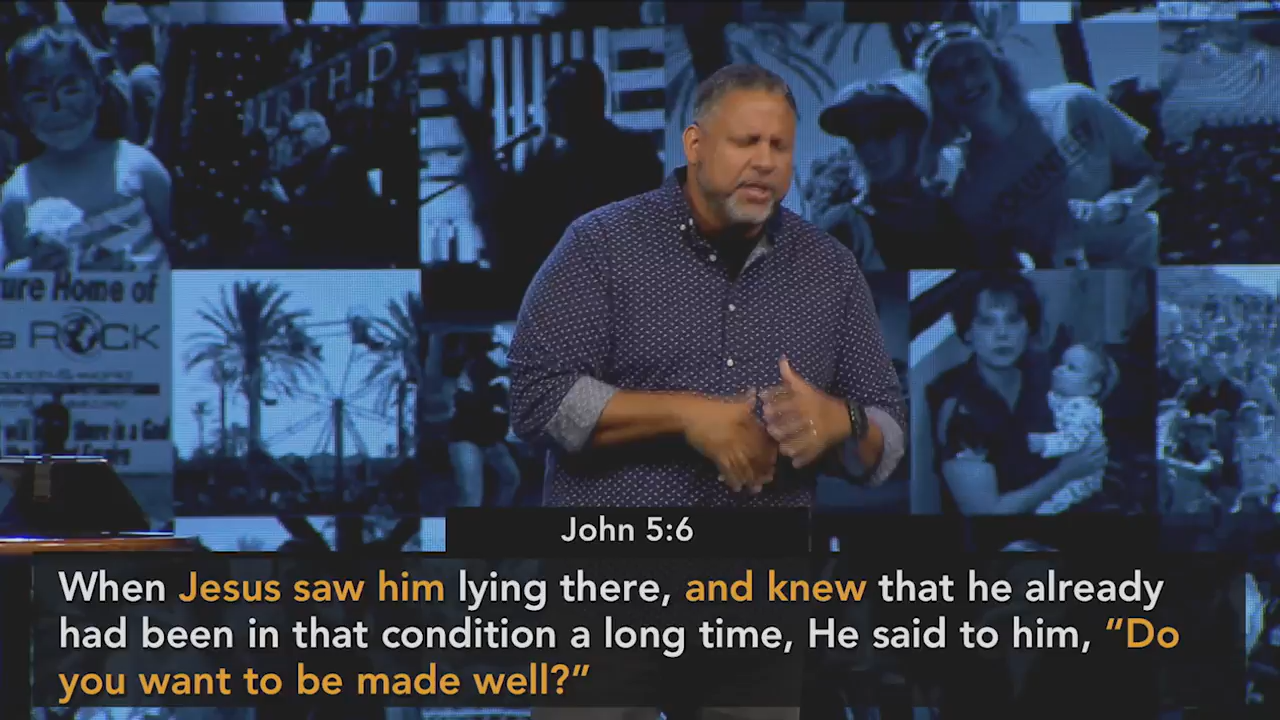 ure Home of
e ROCK
John 5:6
When Jesus saw him lying there, and knew that he already
had been in that condition a long time, He said to him, “Do
you want to be made well?”